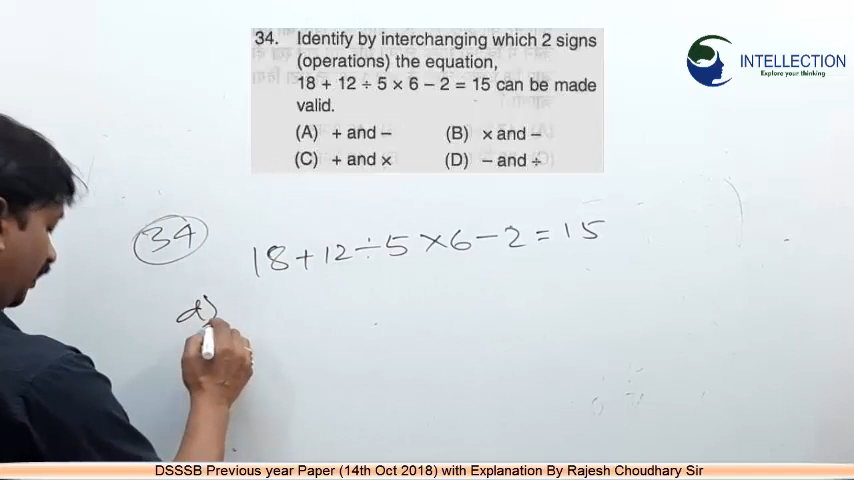 34. Identify by interchanging which 2 signs
(operations) the equation,
18 + 12 ÷ 5 × 6 − 2 = 15 can be made
valid.
(A) + and − (B) × and −
(C) + and × (D) − and ÷
INTELLECTION
Explore your thinking
34 18+12÷5×6−2=15
d)
DSSSB Previous year Paper (14th Oct 2018) with Explanation By Rajesh Choudhary Sir